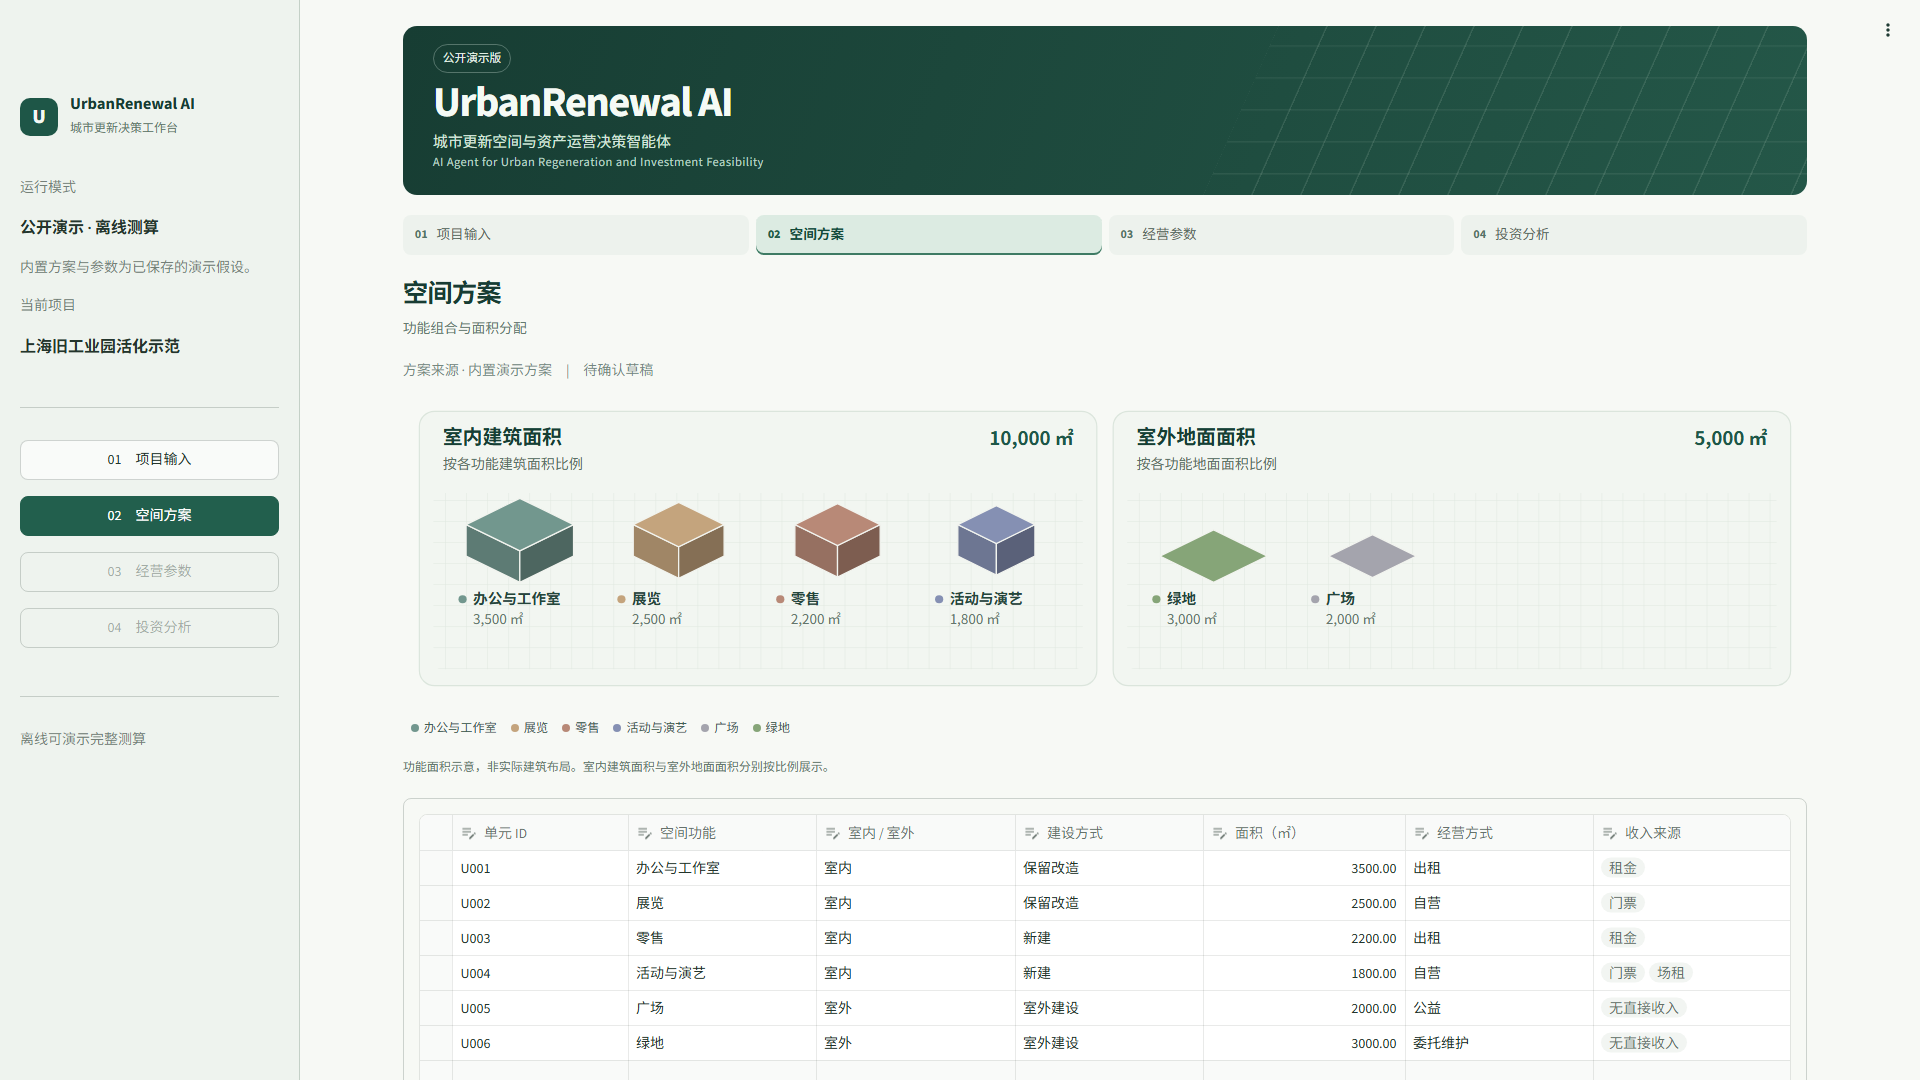 U
UrbanRenewal AI
城市更新决策工作台
运行模式
公开演示 · 离线测算
内置方案与参数为已保存的演示假设。
当前项目
上海旧工业园活化示范
01 项目输入
02 空间方案
03 经营参数
04 投资分析
离线可演示完整测算
公开演示版
UrbanRenewal AI
城市更新空间与资产运营决策智能体
AI Agent for Urban Regeneration and Investment Feasibility
01 项目输入 02 空间方案 03 经营参数 04 投资分析
空间方案
功能组合与面积分配
方案来源 · 内置演示方案 | 待确认草稿
室内建筑面积 10,000 ㎡
按各功能建筑面积比例
办公与工作室 展览 零售 活动与演艺
3,500 ㎡ 2,500 ㎡ 2,200 ㎡ 1,800 ㎡
室外地面面积 5,000 ㎡
按各功能地面面积比例
绿地 广场
3,000 ㎡ 2,000 ㎡
办公与工作室 展览 零售 活动与演艺 广场 绿地
功能面积示意，非实际建筑布局。室内建筑面积与室外地面面积分别按比例展示。
单元 ID 空间功能 室内 / 室外 建设方式 面积（㎡） 经营方式 收入来源
U001 办公与工作室 室内 保留改造 3500.00 出租 租金
U002 展览 室内 保留改造 2500.00 自营 门票
U003 零售 室内 新建 2200.00 出租 租金
U004 活动与演艺 室内 新建 1800.00 自营 门票 场租
U005 广场 室外 室外建设 2000.00 公益 无直接收入
U006 绿地 室外 室外建设 3000.00 委托维护 无直接收入